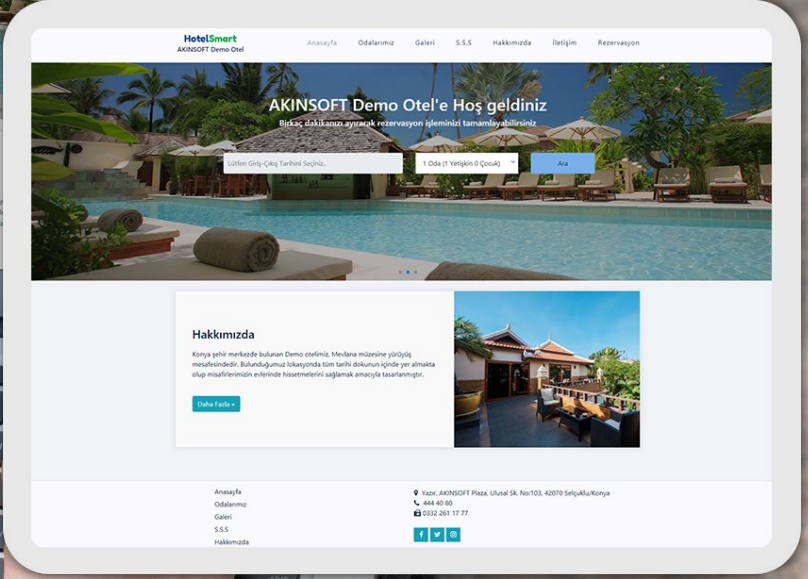 HotelSmart
AKINSOFT Demo Otel
Anasayfa Odalarımız Galeri S.S.S Hakkımızda İletişim Rezervasyon
AKINSOFT Demo Otel'e Hoş geldiniz
Birkaç dakikanızı ayırarak rezervasyon işleminizi tamamlayabilirsiniz
Lütfen Giriş-Çıkış Tarihini Seçiniz.. 1 Oda (1 Yetişkin 0 Çocuk) Ara
Hakkımızda
Konya şehir merkezde bulunan Demo otelimiz, Mevlana müzesine yürüyüş
mesafesindedir. Bulunduğumuz lokasyonda tüm tarihi dokunun içinde yer almakta
olup misafirlerimizin evlerinde hissetmelerini sağlamak amacıyla tasarlanmıştır.
Daha Fazla »
Anasayfa
Odalarımız
Galeri
S.S.S
Hakkımızda
Yazır, AKINSOFT Plaza, Ulusal Sk. No:103, 42070 Selçuklu/Konya
444 40 80
0332 261 17 77